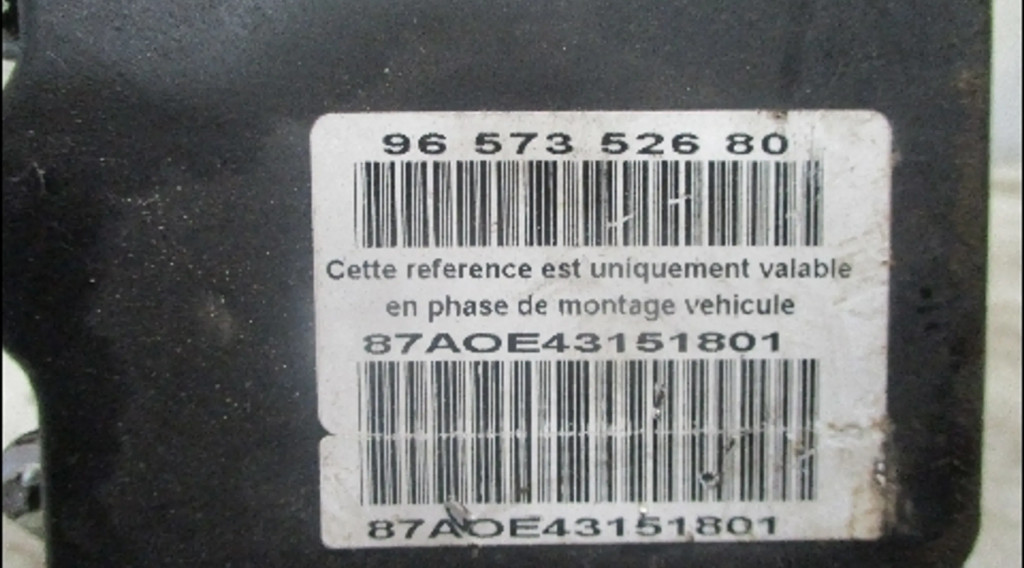 96 573 526 80
Cette reference est uniquement valable
en phase de montage vehicule
87AOE43151801
87AOE43151801